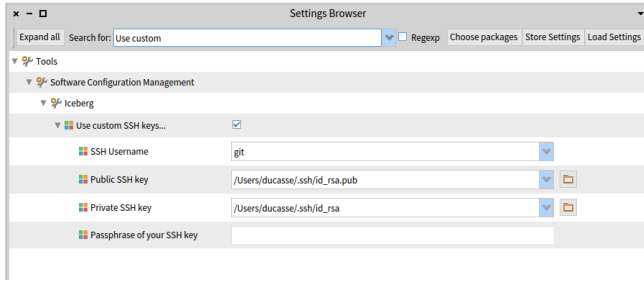 Settings Browser
Expand all Search for: Use custom Regexp Choose packages Store Settings Load Settings
Tools
Software Configuration Management
Iceberg
Use custom SSH keys...
SSH Username git
Public SSH key /Users/ducasse/.ssh/id_rsa.pub
Private SSH key /Users/ducasse/.ssh/id_rsa
Passphrase of your SSH key